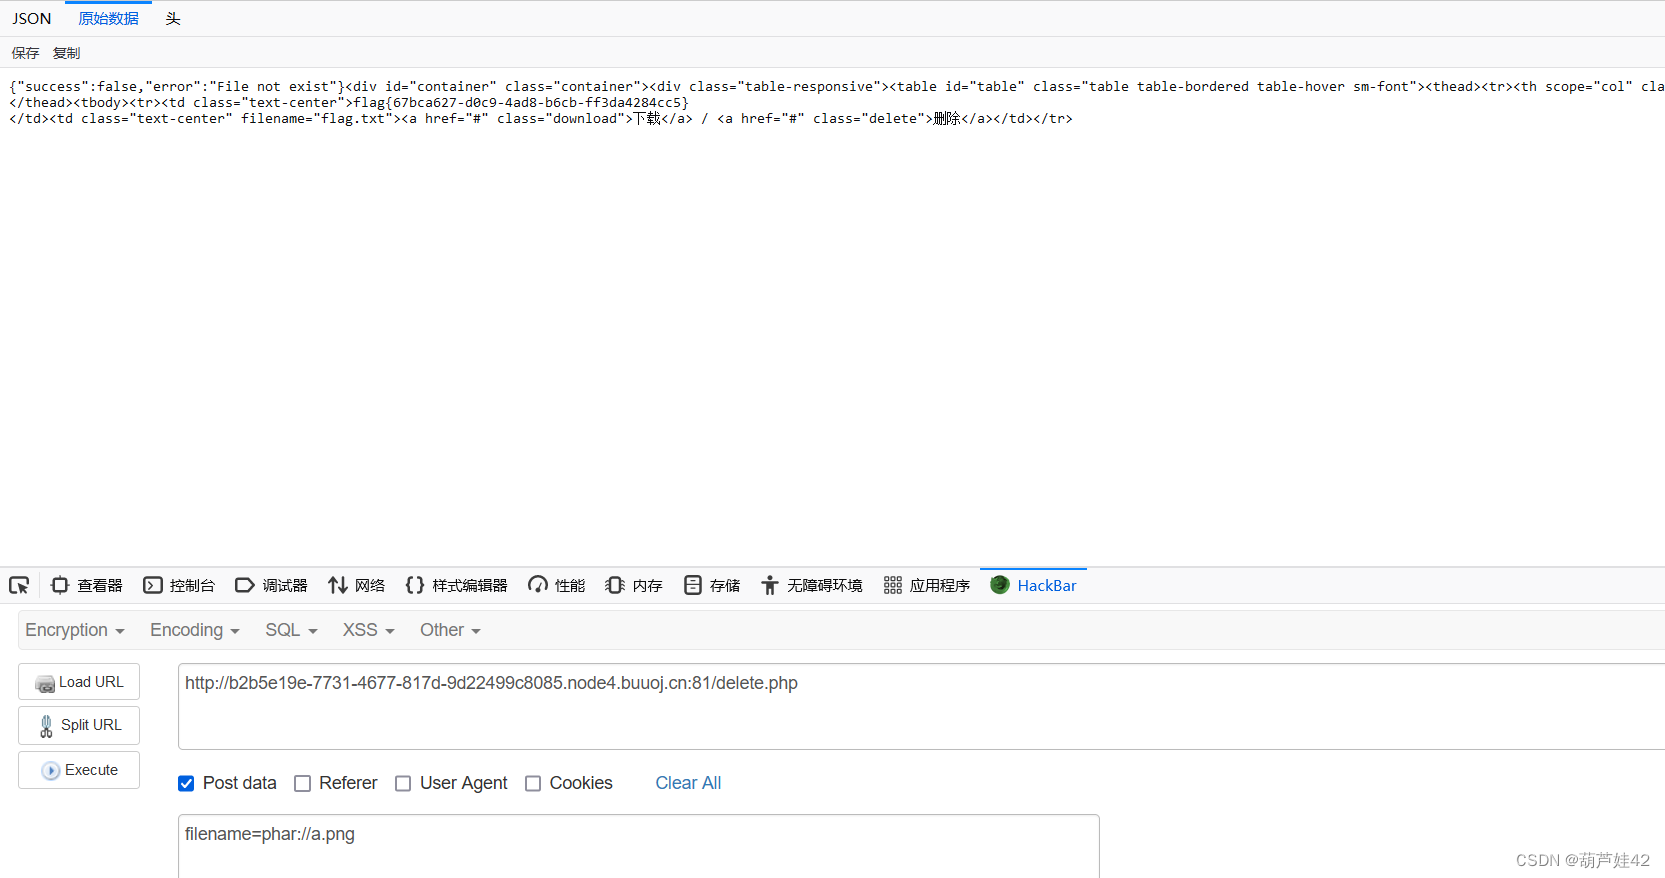 JSON 原始数据 头
保存 复制
{"success":false,"error":"File not exist"}<div id="container" class="container"><div class="table-responsive"><table id="table" class="table table-bordered table-hover sm-font"><thead><tr><th scope="col" cla
</thead><tbody><tr><td class="text-center">flag{67bca627-d0c9-4ad8-b6cb-ff3da4284cc5}
</td><td class="text-center" filename="flag.txt"><a href="#" class="download">下载</a> / <a href="#" class="delete">删除</a></td></tr>
查看器 控制台 调试器 网络 样式编辑器 性能 内存 存储 无障碍环境 应用程序 HackBar
Encryption Encoding SQL XSS Other
Load URL http://b2b5e19e-7731-4677-817d-9d22499c8085.node4.buuoj.cn:81/delete.php
Split URL
Execute
Post data Referer User Agent Cookies Clear All
filename=phar://a.png
CSDN @葫芦娃42